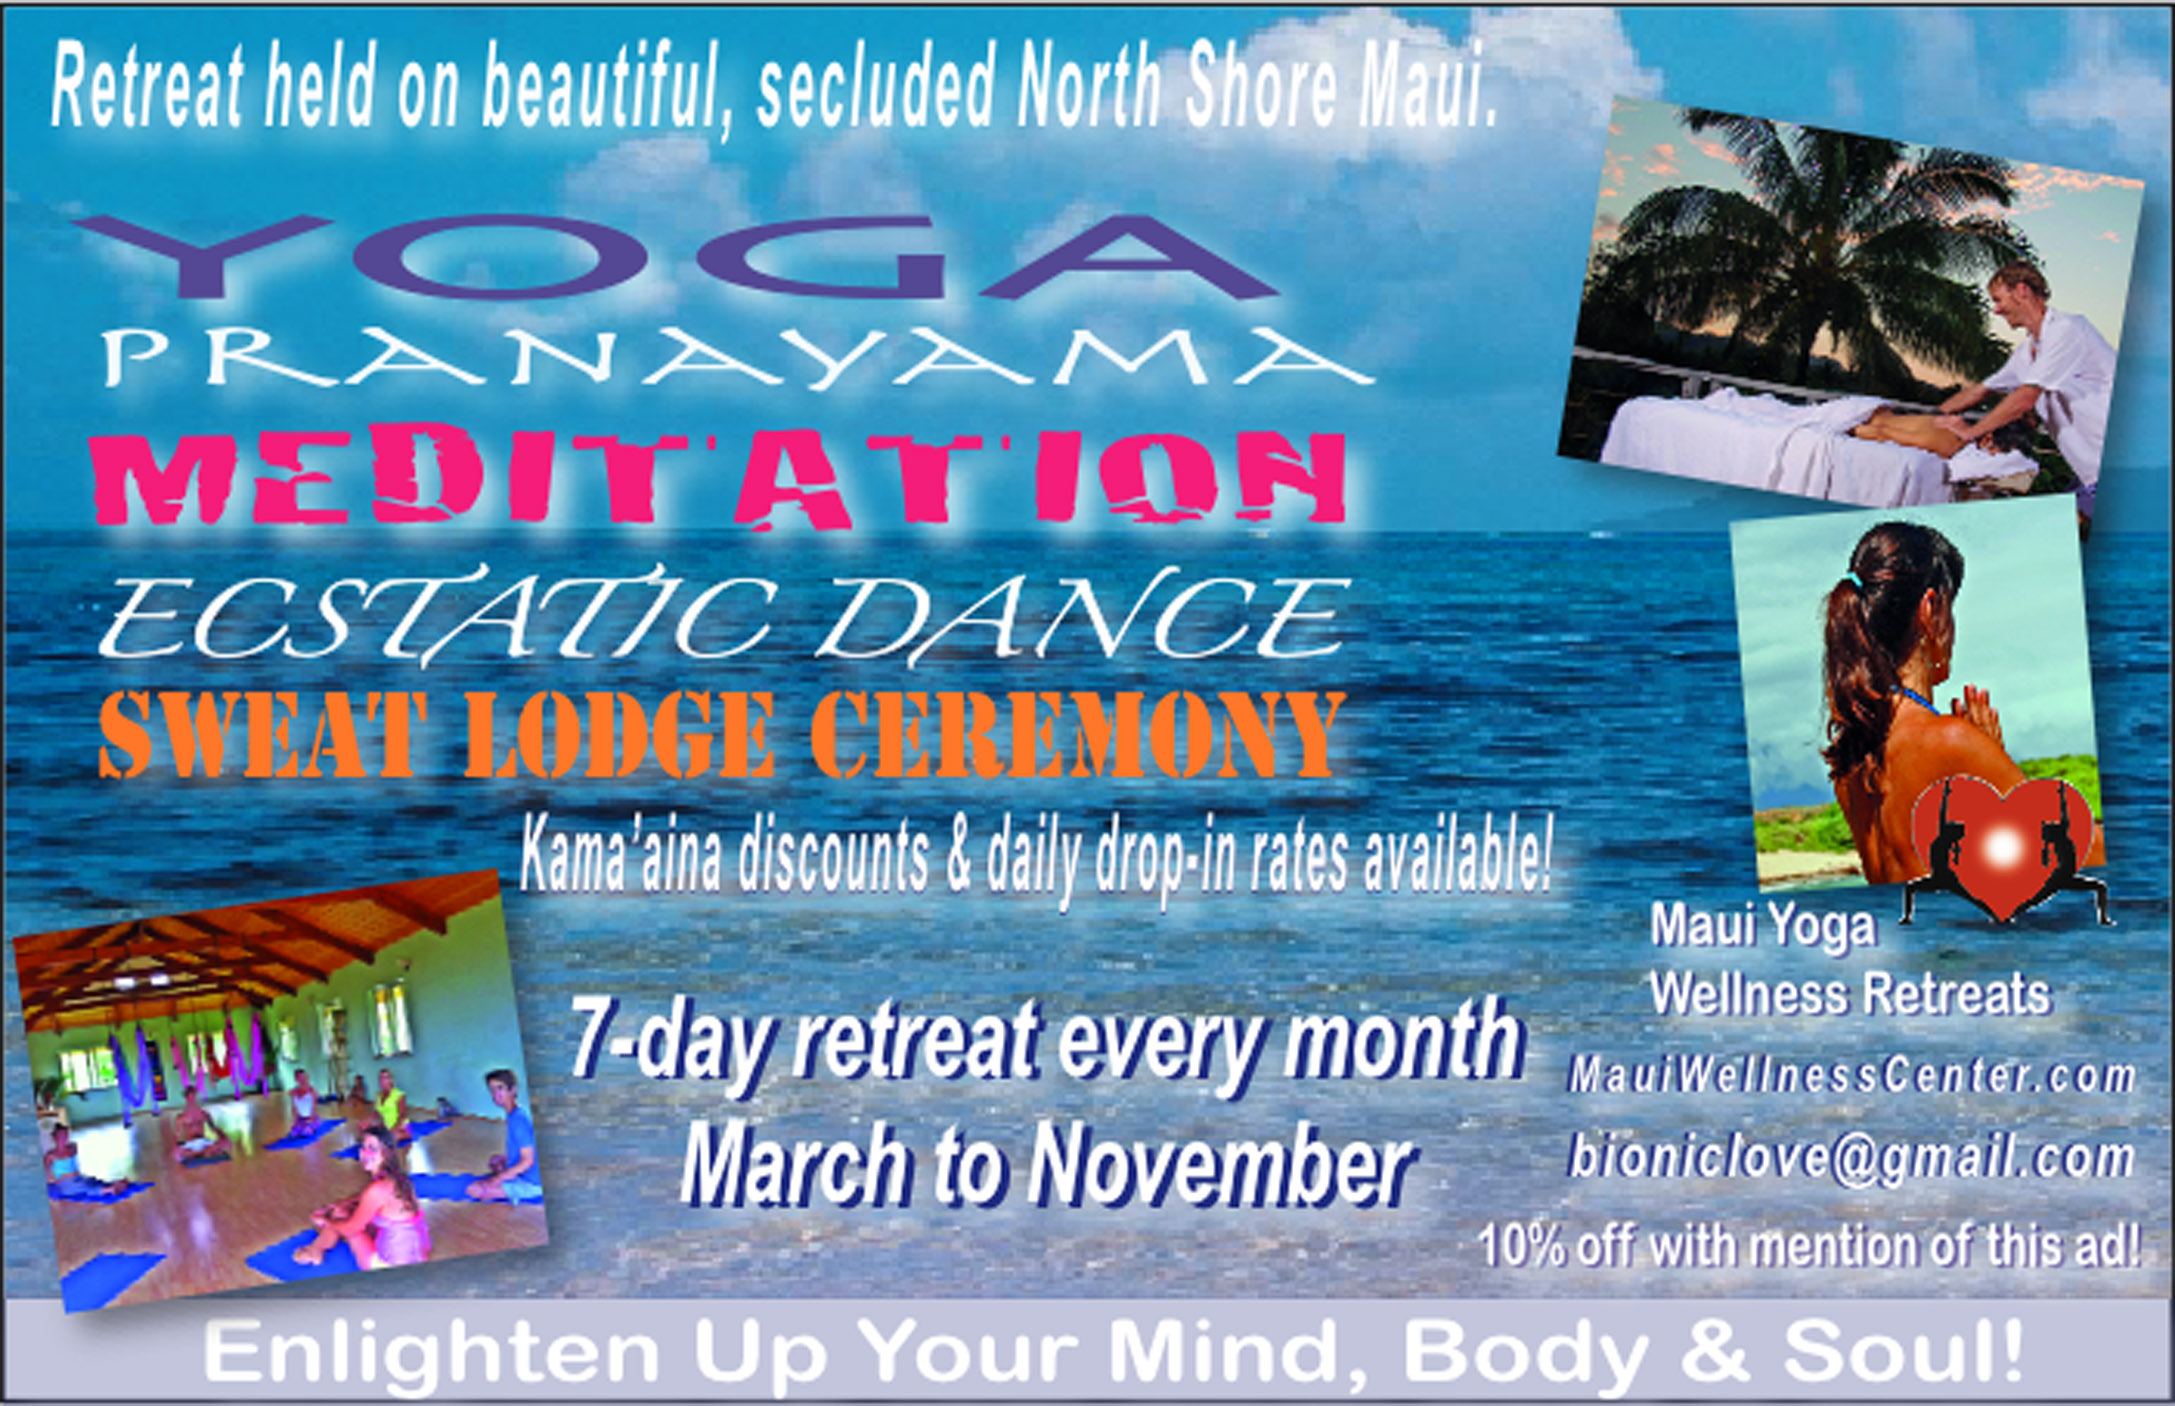 Retreat held on beautiful, secluded North Shore Maui.
YOGA
PRANAYAMA
MEDITATION
ECSTATIC DANCE
SWEAT LODGE CEREMONY
Kama'aina discounts & daily drop-in rates available!
7-day retreat every month
March to November
Maui Yoga
Wellness Retreats
MauiWellnessCenter.com
bioniclove@gmail.com
10% off with mention of this ad!
Enlighten Up Your Mind, Body & Soul!